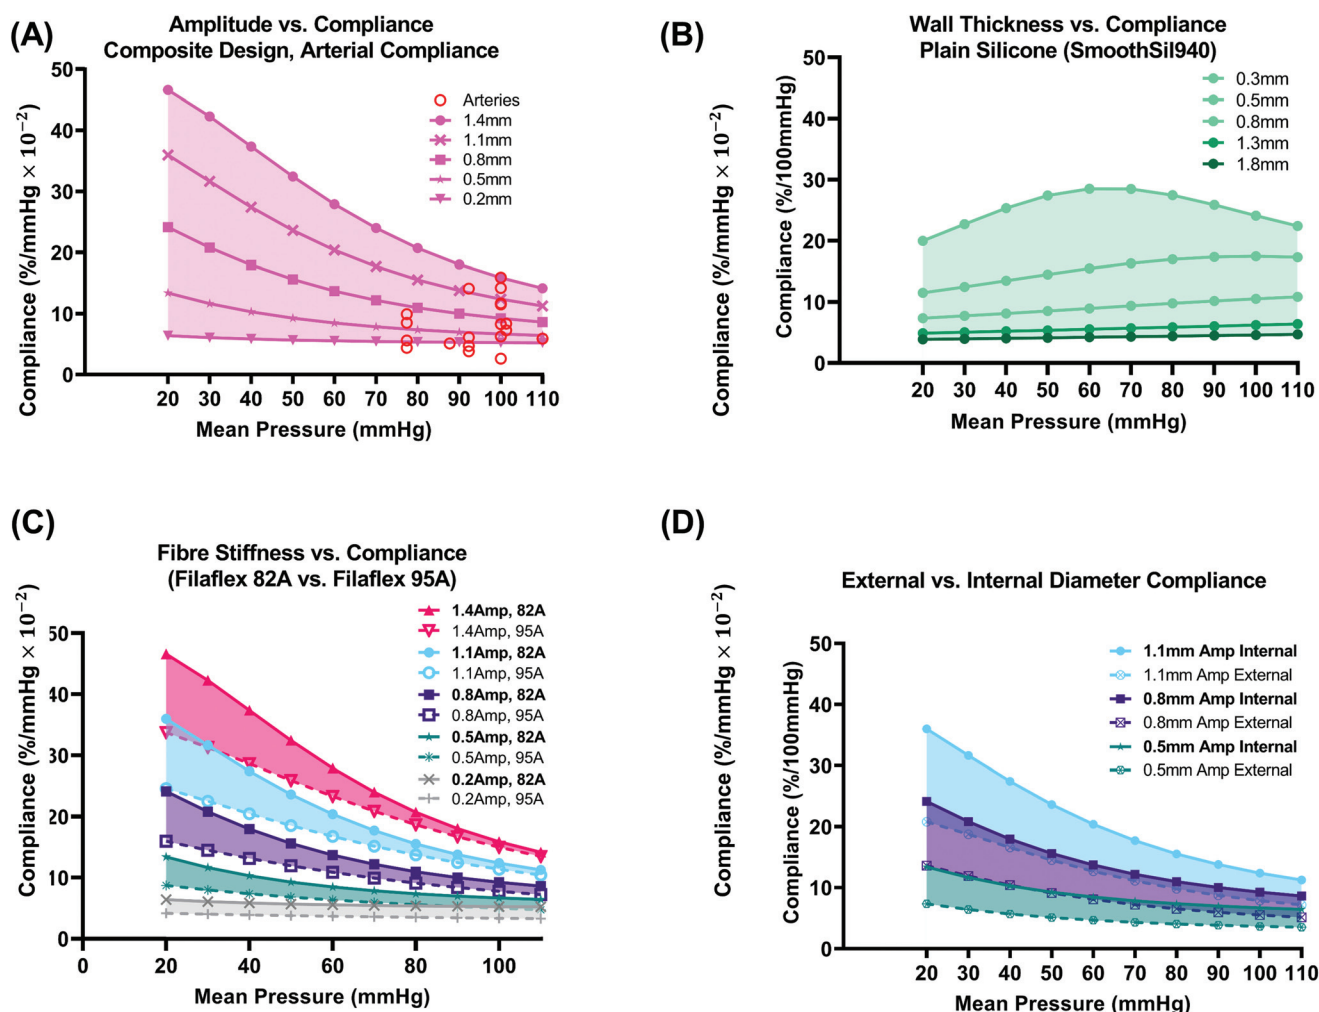 (A)
Amplitude vs. Compliance
Composite Design, Arterial Compliance
Compliance (%/mmHg × 10⁻²)
50
40
30
20
10
0
Arteries
1.4mm
1.1mm
0.8mm
0.5mm
0.2mm
20 30 40 50 60 70 80 90 100 110
Mean Pressure (mmHg)
(B)
Wall Thickness vs. Compliance
Plain Silicone (SmoothSil940)
Compliance (%/mmHg × 10⁻²)
Compliance (%/100mmHg)
50
40
30
20
10
0
0.3mm
0.5mm
0.8mm
1.3mm
1.8mm
20 30 40 50 60 70 80 90 100 110
Mean Pressure (mmHg)
(C)
Fibre Stiffness vs. Compliance
(Filaflex 82A vs. Filaflex 95A)
Compliance (%/mmHg × 10⁻²)
50
40
30
20
10
0
1.4Amp, 82A
1.4Amp, 95A
1.1Amp, 82A
1.1Amp, 95A
0.8Amp, 82A
0.8Amp, 95A
0.5Amp, 82A
0.5Amp, 95A
0.2Amp, 82A
0.2Amp, 95A
0 20 40 60 80 100
Mean Pressure (mmHg)
(D)
External vs. Internal Diameter Compliance
Compliance (%/mmHg × 10⁻²)
Compliance (%/100mmHg)
50
40
30
20
10
0
1.1mm Amp Internal
1.1mm Amp External
0.8mm Amp Internal
0.8mm Amp External
0.5mm Amp Internal
0.5mm Amp External
20 30 40 50 60 70 80 90 100 110
Mean Pressure (mmHg)